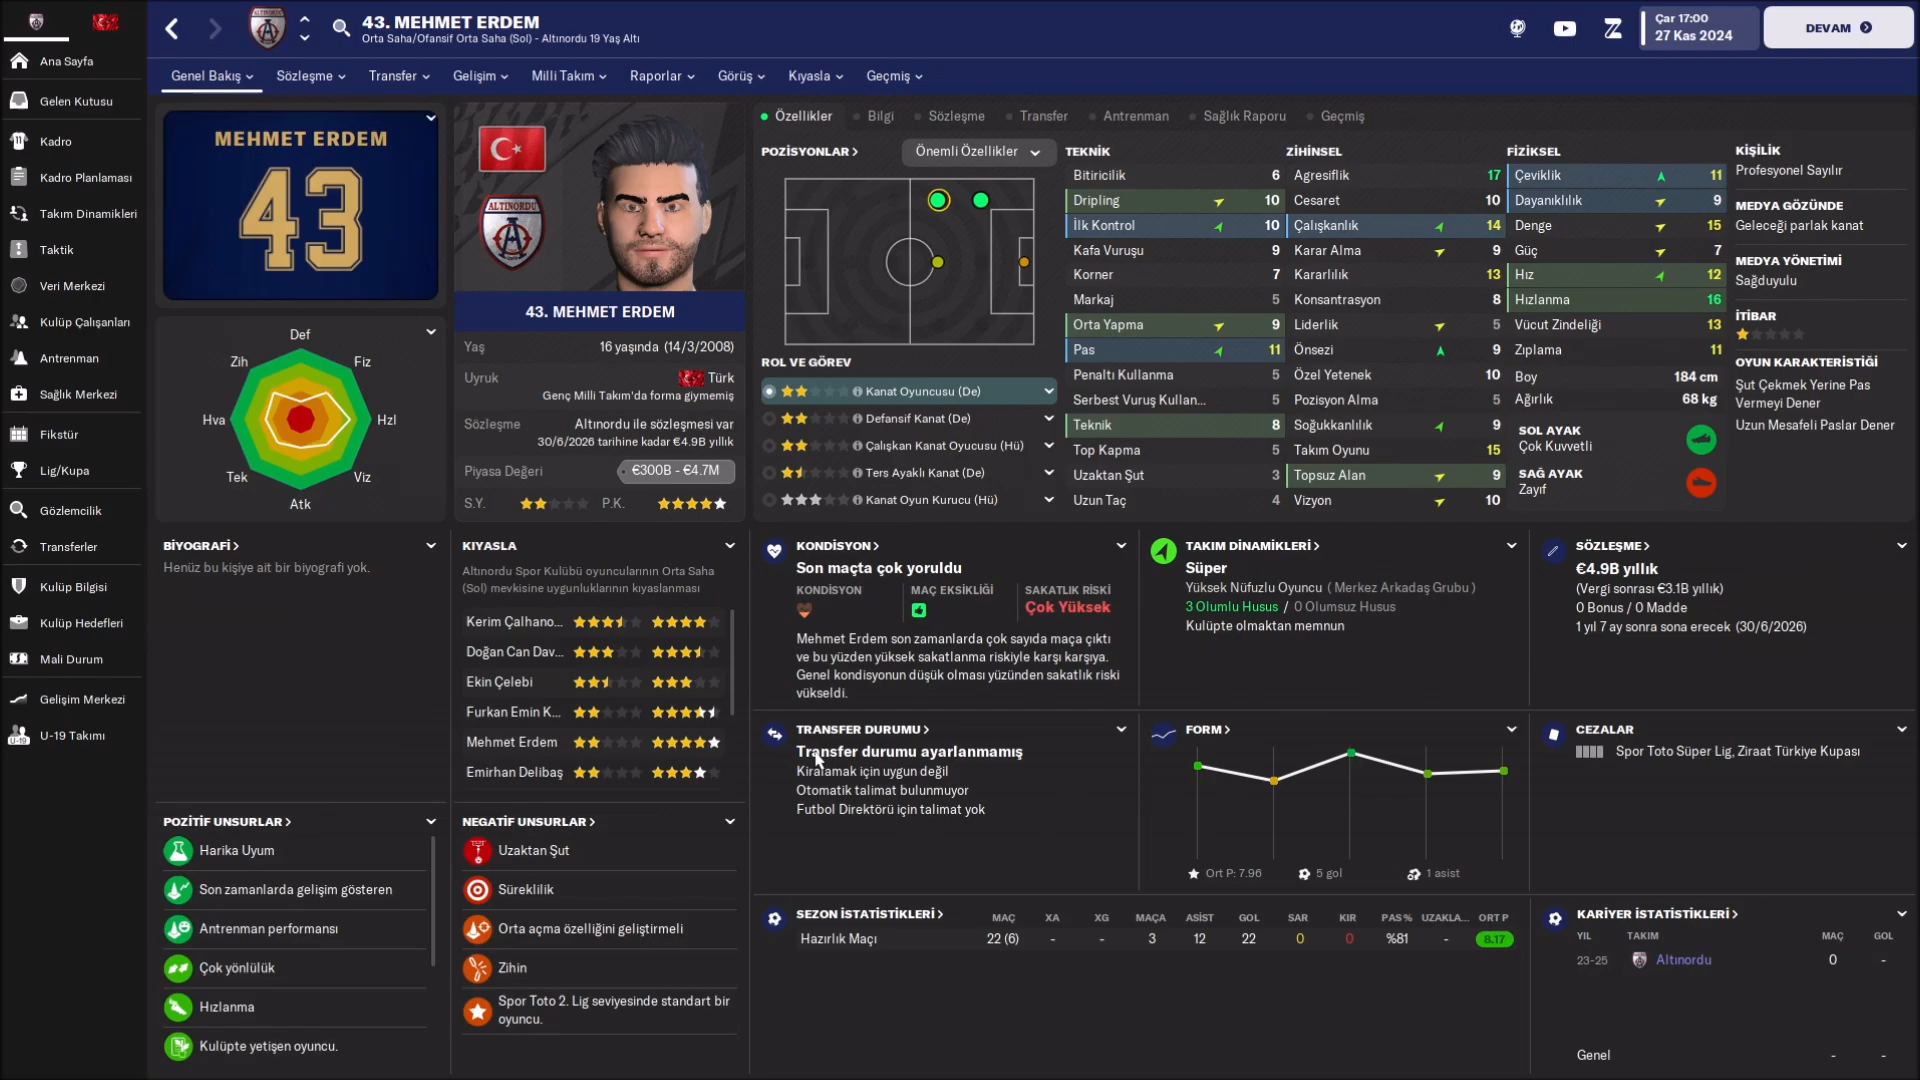 43. MEHMET ERDEM
Orta Saha/Ofansif Orta Saha (Sol) - Altınordu 19 Yaş Altı
Çar 17:00
27 Kas 2024
DEVAM
Ana Sayfa
Gelen Kutusu
Kadro
Kadro Planlaması
Takım Dinamikleri
Taktik
Veri Merkezi
Kulüp Çalışanları
Antrenman
Sağlık Merkezi
Fikstür
Lig/Kupa
Gözlemcilik
Transferler
Kulüp Bilgisi
Kulüp Hedefleri
Mali Durum
Gelişim Merkezi
U-19 Takımı
Genel Bakış
Sözleşme
Transfer
Gelişim
Milli Takım
Raporlar
Görüş
Kıyasla
Geçmiş
MEHMET ERDEM
43
Def
Fiz
Hzl
Viz
Atk
Tek
Hva
Zih
ALTINORDU
43. MEHMET ERDEM
Yaş 16 yaşında (14/3/2008)
Uyruk Türk
Genç Milli Takım'da forma giymemiş
Sözleşme Altınordu ile sözleşmesi var
30/6/2026 tarihine kadar €4.9B yıllık
Piyasa Değeri €300B - €4.7M
S.Y. P.K.
Özellikler
Bilgi
Sözleşme
Transfer
Antrenman
Sağlık Raporu
Geçmiş
POZİSYONLAR >
Önemli Özellikler
ROL VE GÖREV
Kanat Oyuncusu (De)
Defansif Kanat (De)
Çalışkan Kanat Oyucusu (Hü)
Ters Ayaklı Kanat (De)
Kanat Oyun Kurucu (Hü)
TEKNİK
Bitiricilik 6
Dripling 10
İlk Kontrol 10
Kafa Vuruşu 9
Korner 7
Markaj 5
Orta Yapma 9
Pas 11
Penaltı Kullanma 5
Serbest Vuruş Kullan... 5
Teknik 8
Top Kapma 5
Uzaktan Şut 3
Uzun Taç 4
ZİHİNSEL
Agresiflik 17
Cesaret 10
Çalışkanlık 14
Karar Alma 9
Kararlılık 13
Konsantrasyon 8
Liderlik 5
Önsezi 9
Özel Yetenek 10
Pozisyon Alma 5
Soğukkanlılık 9
Takım Oyunu 15
Topsuz Alan 9
Vizyon 10
FİZİKSEL
Çeviklik 11
Dayanıklılık 9
Denge 15
Güç 7
Hız 12
Hızlanma 16
Vücut Zindeliği 13
Zıplama 11
Boy 184 cm
Ağırlık 68 kg
SOL AYAK
Çok Kuvvetli
SAĞ AYAK
Zayıf
KİŞİLİK
Profesyonel Sayılır
MEDYA GÖZÜNDE
Geleceği parlak kanat
MEDYA YÖNETİMİ
Sağduyulu
İTİBAR
OYUN KARAKTERİSTİĞİ
Şut Çekmek Yerine Pas
Vermeyi Dener
Uzun Mesafeli Paslar Dener
BİYOGRAFİ >
Henüz bu kişiye ait bir biyografi yok.
KIYASLA
Altınordu Spor Kulübü oyuncularının Orta Saha
(Sol) mevkisine uygunluklarının kıyaslanması
Kerim Çalhano...
Doğan Can Dav...
Ekin Çelebi
Furkan Emin K...
Mehmet Erdem
Emirhan Delibaş
KONDİSYON >
Son maçta çok yoruldu
KONDİSYON MAÇ EKSİKLİĞİ SAKATLIK RİSKİ
Çok Yüksek
Mehmet Erdem son zamanlarda çok sayıda maça çıktı
ve bu yüzden yüksek sakatlanma riskiyle karşı karşıya.
Genel kondisyonun düşük olması yüzünden sakatlık riski
yükseldi.
TAKIM DİNAMİKLERİ >
Süper
Yüksek Nüfuzlu Oyuncu ( Merkez Arkadaş Grubu )
3 Olumlu Husus / 0 Olumsuz Husus
Kulüpte olmaktan memnun
SÖZLEŞME >
€4.9B yıllık
(Vergi sonrası €3.1B yıllık)
0 Bonus / 0 Madde
1 yıl 7 ay sonra sona erecek (30/6/2026)
TRANSFER DURUMU >
Transfer durumu ayarlanmamış
Kiralamak için uygun değil
Otomatik talimat bulunmuyor
Futbol Direktörü için talimat yok
FORM >
Ort P: 7.96 5 gol 1 asist
CEZALAR
Spor Toto Süper Lig, Ziraat Türkiye Kupası
POZİTİF UNSURLAR >
Harika Uyum
Son zamanlarda gelişim gösteren
Antrenman performansı
Çok yönlülük
Hızlanma
Kulüpte yetişen oyuncu.
NEGATİF UNSURLAR >
Uzaktan Şut
Süreklilik
Orta açma özelliğini geliştirmeli
Zihin
Spor Toto 2. Lig seviyesinde standart bir
oyuncu.
SEZON İSTATİSTİKLERİ > MAÇ XA XG MAÇA ASİST GOL SAR KIR PAS% UZAKLA... ORT P
Hazırlık Maçı 22 (6) - - 3 12 22 0 0 %81 - 8.17
KARİYER İSTATİSTİKLERİ >
YIL TAKIM MAÇ GOL
23-25 Altınordu 0 -
Genel - -